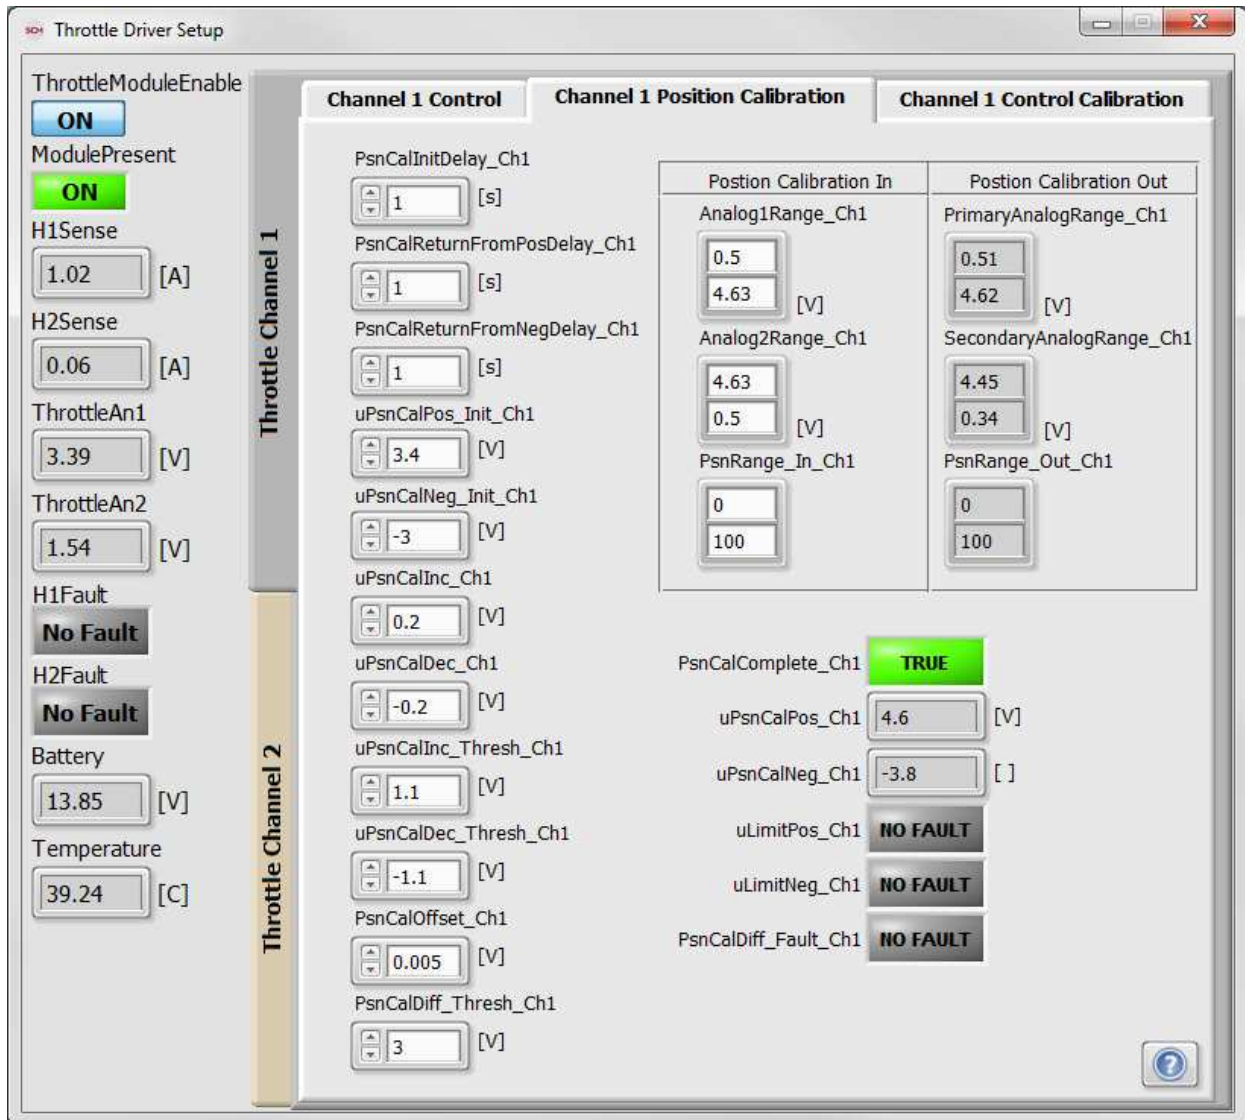 Throttle Driver Setup
ThrottleModuleEnable
ON
ModulePresent
ON
H1Sense
1.02 [A]
H2Sense
0.06 [A]
ThrottleAn1
3.39 [V]
ThrottleAn2
1.54 [V]
H1Fault
No Fault
H2Fault
No Fault
Battery
13.85 [V]
Temperature
39.24 [C]
Throttle Channel 1
Throttle Channel 2
Channel 1 Control
Channel 1 Position Calibration
Channel 1 Control Calibration
PsnCalInitDelay_Ch1
1 [s]
PsnCalReturnFromPosDelay_Ch1
1 [s]
PsnCalReturnFromNegDelay_Ch1
1 [s]
uPsnCalPos_Init_Ch1
3.4 [V]
uPsnCalNeg_Init_Ch1
-3 [V]
uPsnCalInc_Ch1
0.2 [V]
uPsnCalDec_Ch1
-0.2 [V]
uPsnCalInc_Thresh_Ch1
1.1 [V]
uPsnCalDec_Thresh_Ch1
-1.1 [V]
PsnCalOffset_Ch1
0.005 [V]
PsnCalDiff_Thresh_Ch1
3 [V]
Postion Calibration In
Analog1Range_Ch1
0.5
4.63 [V]
Analog2Range_Ch1
4.63
0.5 [V]
PsnRange_In_Ch1
0
100
Postion Calibration Out
PrimaryAnalogRange_Ch1
0.51
4.62 [V]
SecondaryAnalogRange_Ch1
4.45
0.34 [V]
PsnRange_Out_Ch1
0
100
PsnCalComplete_Ch1 TRUE
uPsnCalPos_Ch1 4.6 [V]
uPsnCalNeg_Ch1 -3.8 [ ]
uLimitPos_Ch1 NO FAULT
uLimitNeg_Ch1 NO FAULT
PsnCalDiff_Fault_Ch1 NO FAULT
?